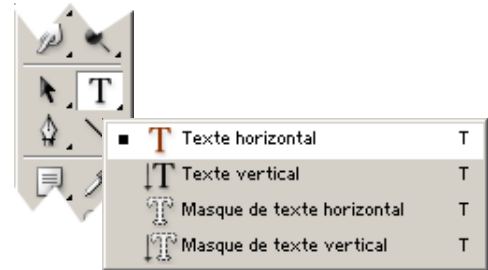 T
T Texte horizontal T
T Texte vertical T
T Masque de texte horizontal T
T Masque de texte vertical T